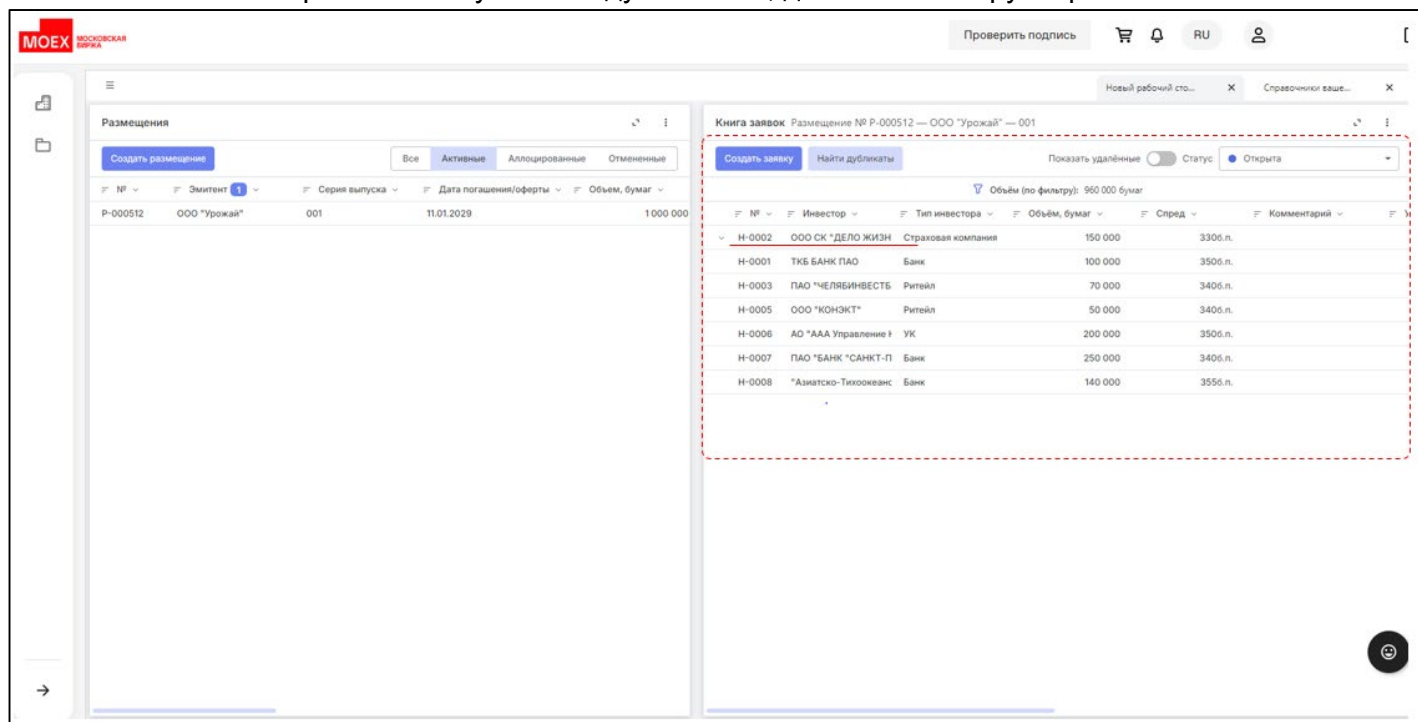 MOEX МОСКОВСКАЯ БИРЖА
Проверить подпись RU
Новый рабочий сто... Справочники ваше...
Размещения
Создать размещение Все Активные Аллоцированные Отмененные
№ Эмитент 1 Серия выпуска Дата погашения/оферты Объем, бумаг
Р-000512 ООО "Урожай" 001 11.01.2029 1 000 000
Книга заявок Размещение № Р-000512 — ООО "Урожай" — 001
Создать заявку Найти дубликаты Показать удалённые Статус Открыта
Объём (по фильтру): 960 000 бумаг
№ Инвестор Тип инвестора Объём, бумаг Спред Комментарий
Н-0002 ООО СК "ДЕЛО ЖИЗН Страховая компания 150 000 330б.п.
Н-0001 ТКБ БАНК ПАО Банк 100 000 350б.п.
Н-0003 ПАО "ЧЕЛЯБИНВЕСТБ Ритейл 70 000 340б.п.
Н-0005 ООО "КОНЭКТ" Ритейл 50 000 340б.п.
Н-0006 АО "ААА Управление УК 200 000 350б.п.
Н-0007 ПАО "БАНК "САНКТ-П Банк 250 000 340б.п.
Н-0008 "Азиатско-Тихоокеанс Банк 140 000 355б.п.